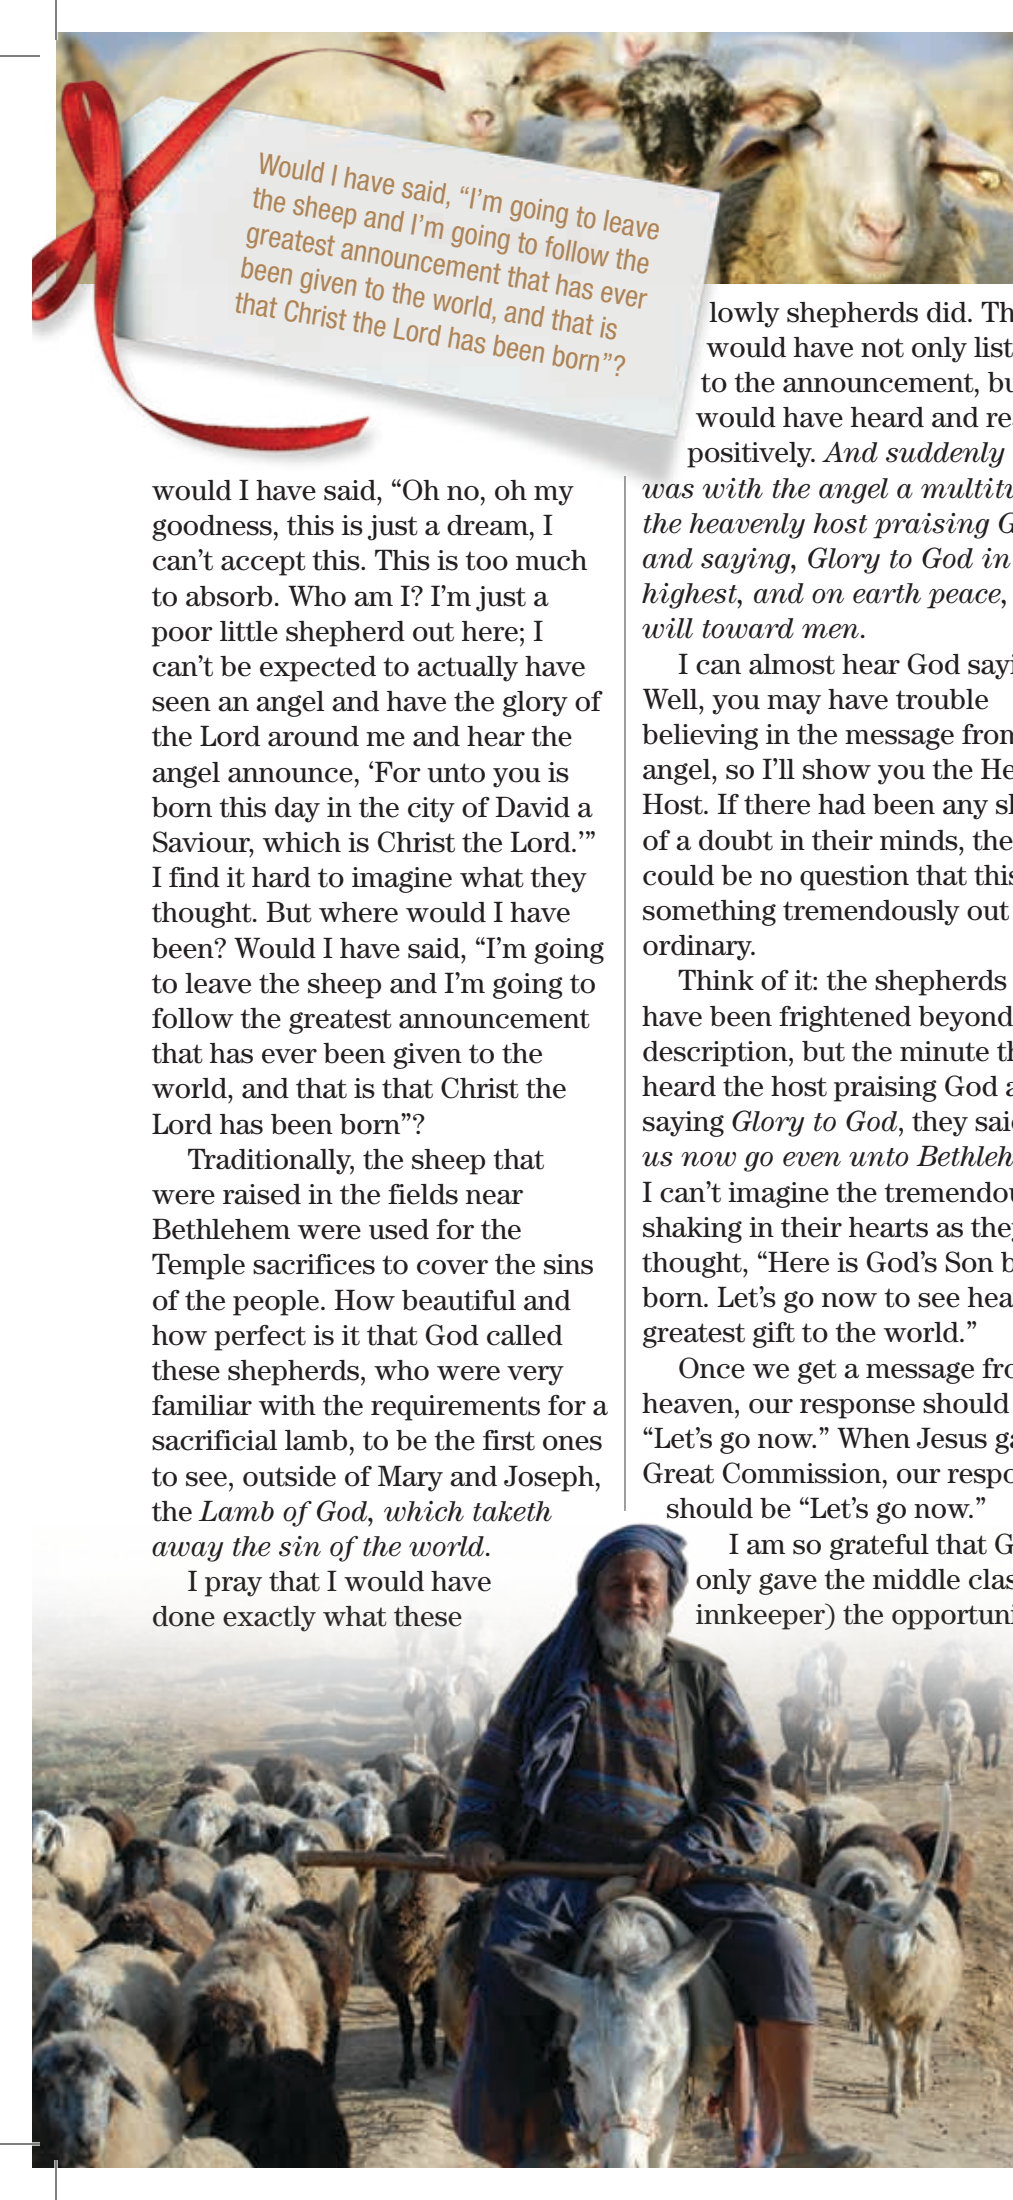 Would I have said, “I’m going to leave
the sheep and I’m going to follow the
greatest announcement that has ever
been given to the world, and that is
that Christ the Lord has been born”?
would I have said, “Oh no, oh my
goodness, this is just a dream, I
can’t accept this. This is too much
to absorb. Who am I? I’m just a
poor little shepherd out here; I
can’t be expected to actually have
seen an angel and have the glory of
the Lord around me and hear the
angel announce, ‘For unto you is
born this day in the city of David a
Saviour, which is Christ the Lord.’”
I find it hard to imagine what they
thought. But where would I have
been? Would I have said, “I’m going
to leave the sheep and I’m going to
follow the greatest announcement
that has ever been given to the
world, and that is that Christ the
Lord has been born”?
Traditionally, the sheep that
were raised in the fields near
Bethlehem were used for the
Temple sacrifices to cover the sins
of the people. How beautiful and
how perfect is it that God called
these shepherds, who were very
familiar with the requirements for a
sacrificial lamb, to be the first ones
to see, outside of Mary and Joseph,
the Lamb of God, which taketh
away the sin of the world.
I pray that I would have
done exactly what these
lowly shepherds did. Th
would have not only list
to the announcement, bu
would have heard and re
positively. And suddenly
was with the angel a multitu
the heavenly host praising G
and saying, Glory to God in
highest, and on earth peace,
will toward men.
I can almost hear God sayi
Well, you may have trouble
believing in the message from
angel, so I’ll show you the He
Host. If there had been any sh
of a doubt in their minds, the
could be no question that this
something tremendously out
ordinary.
Think of it: the shepherds
have been frightened beyond
description, but the minute th
heard the host praising God a
saying Glory to God, they sai
us now go even unto Bethleh
I can’t imagine the tremendou
shaking in their hearts as they
thought, “Here is God’s Son b
born. Let’s go now to see hea
greatest gift to the world.”
Once we get a message fro
heaven, our response should
“Let’s go now.” When Jesus ga
Great Commission, our respo
should be “Let’s go now.”
I am so grateful that G
only gave the middle clas
innkeeper) the opportuni